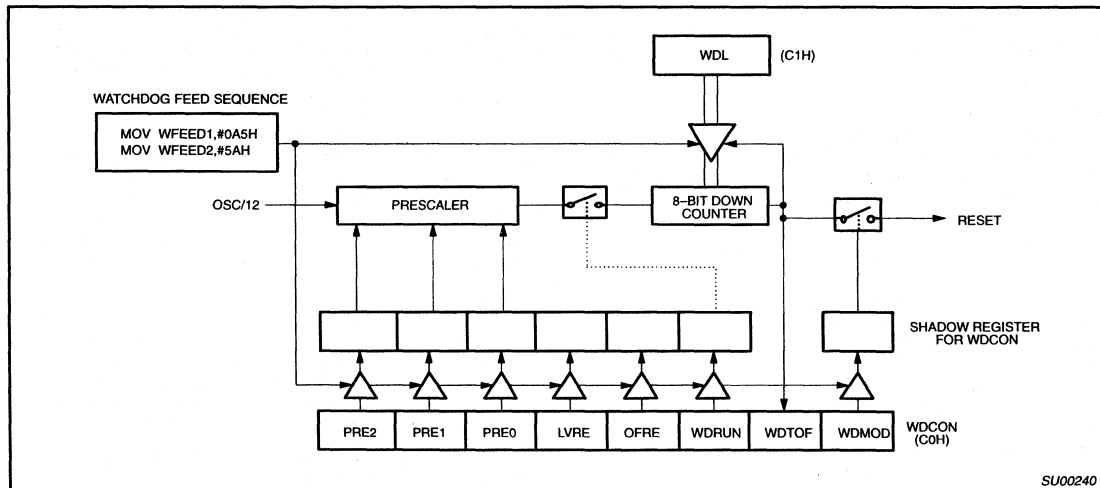 WDL
(C1H)
WATCHDOG FEED SEQUENCE
MOV WFEED1,#0A5H
MOV WFEED2,#5AH
OSC/12
PRESCALER
8–BIT DOWN
COUNTER
RESET
SHADOW REGISTER
FOR WDCON
PRE2
PRE1
PRE0
LVRE
OFRE
WDRUN
WDTOF
WDMOD
WDCON
(C0H)
SU00240